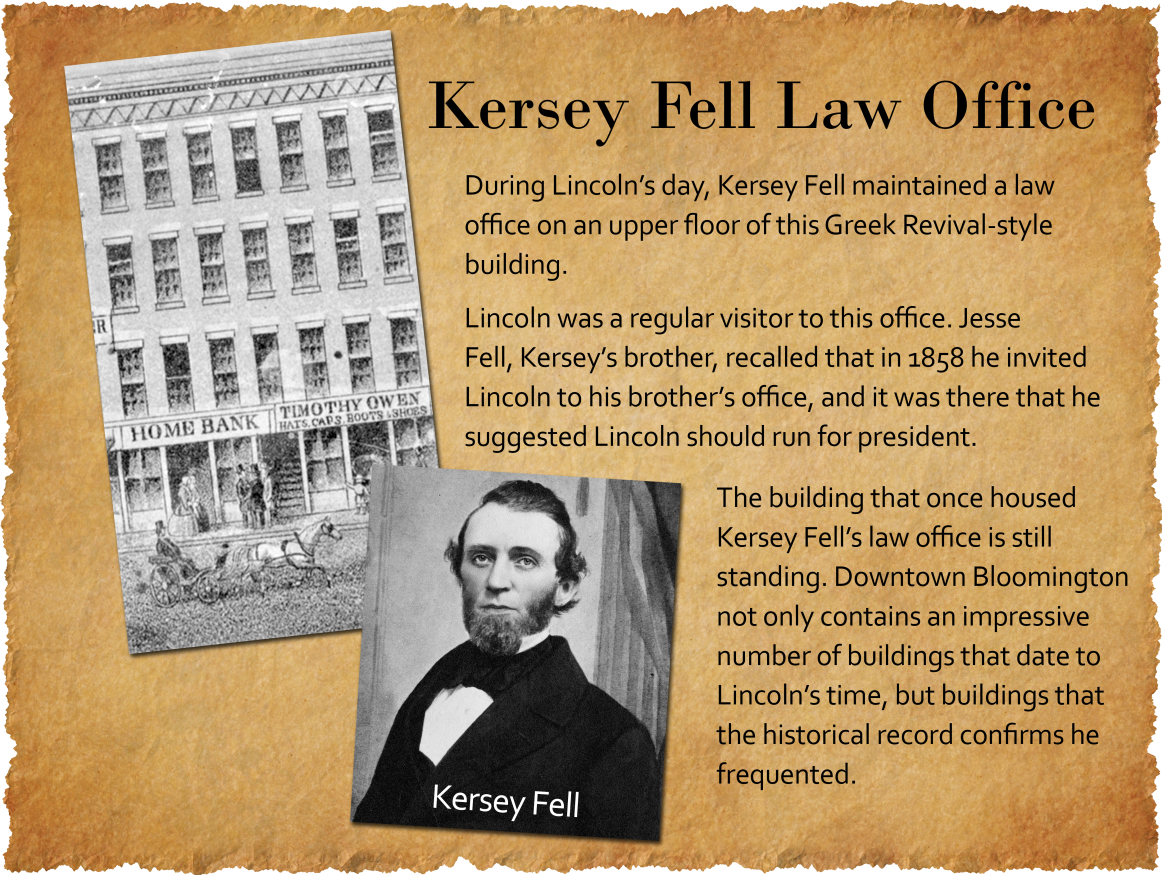 Kersey Fell Law Office
During Lincoln’s day, Kersey Fell maintained a law
office on an upper floor of this Greek Revival-style
building.
Lincoln was a regular visitor to this office. Jesse
Fell, Kersey’s brother, recalled that in 1858 he invited
Lincoln to his brother’s office, and it was there that he
suggested Lincoln should run for president.
The building that once housed
Kersey Fell’s law office is still
standing. Downtown Bloomington
not only contains an impressive
number of buildings that date to
Lincoln’s time, but buildings that
the historical record confirms he
frequented.
HOME BANK
TIMOTHY OWEN
HATS, CAPS, BOOTS & SHOES
Kersey Fell